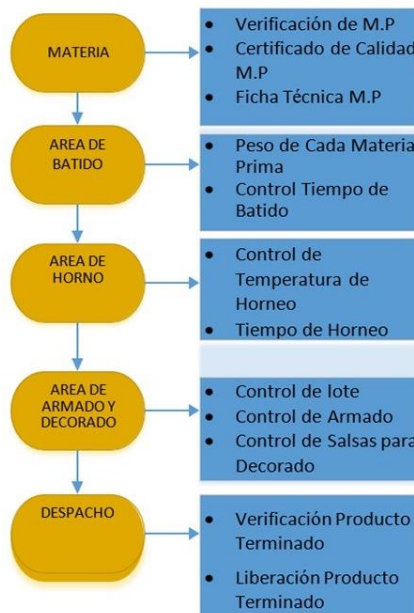 MATERIA
• Verificación de M.P
• Certificado de Calidad
M.P
• Ficha Técnica M.P
AREA DE
BATIDO
• Peso de Cada Materia
Prima
• Control Tiempo de
Batido
AREA DE
HORNO
• Control de
Temperatura de
Horneo
• Tiempo de Horneo
AREA DE
ARMADO Y
DECORADO
• Control de lote
• Control de Armado
• Control de Salsas para
Decorado
DESPACHO
• Verificación Producto
Terminado
• Liberación Producto
Terminado